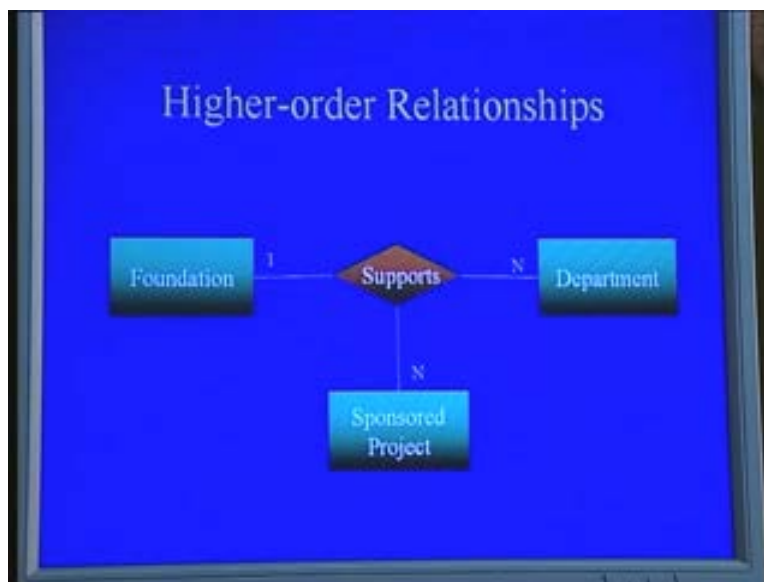 Higher-order Relationships
Foundation
1
Supports
N
Department
N
Sponsored
Project